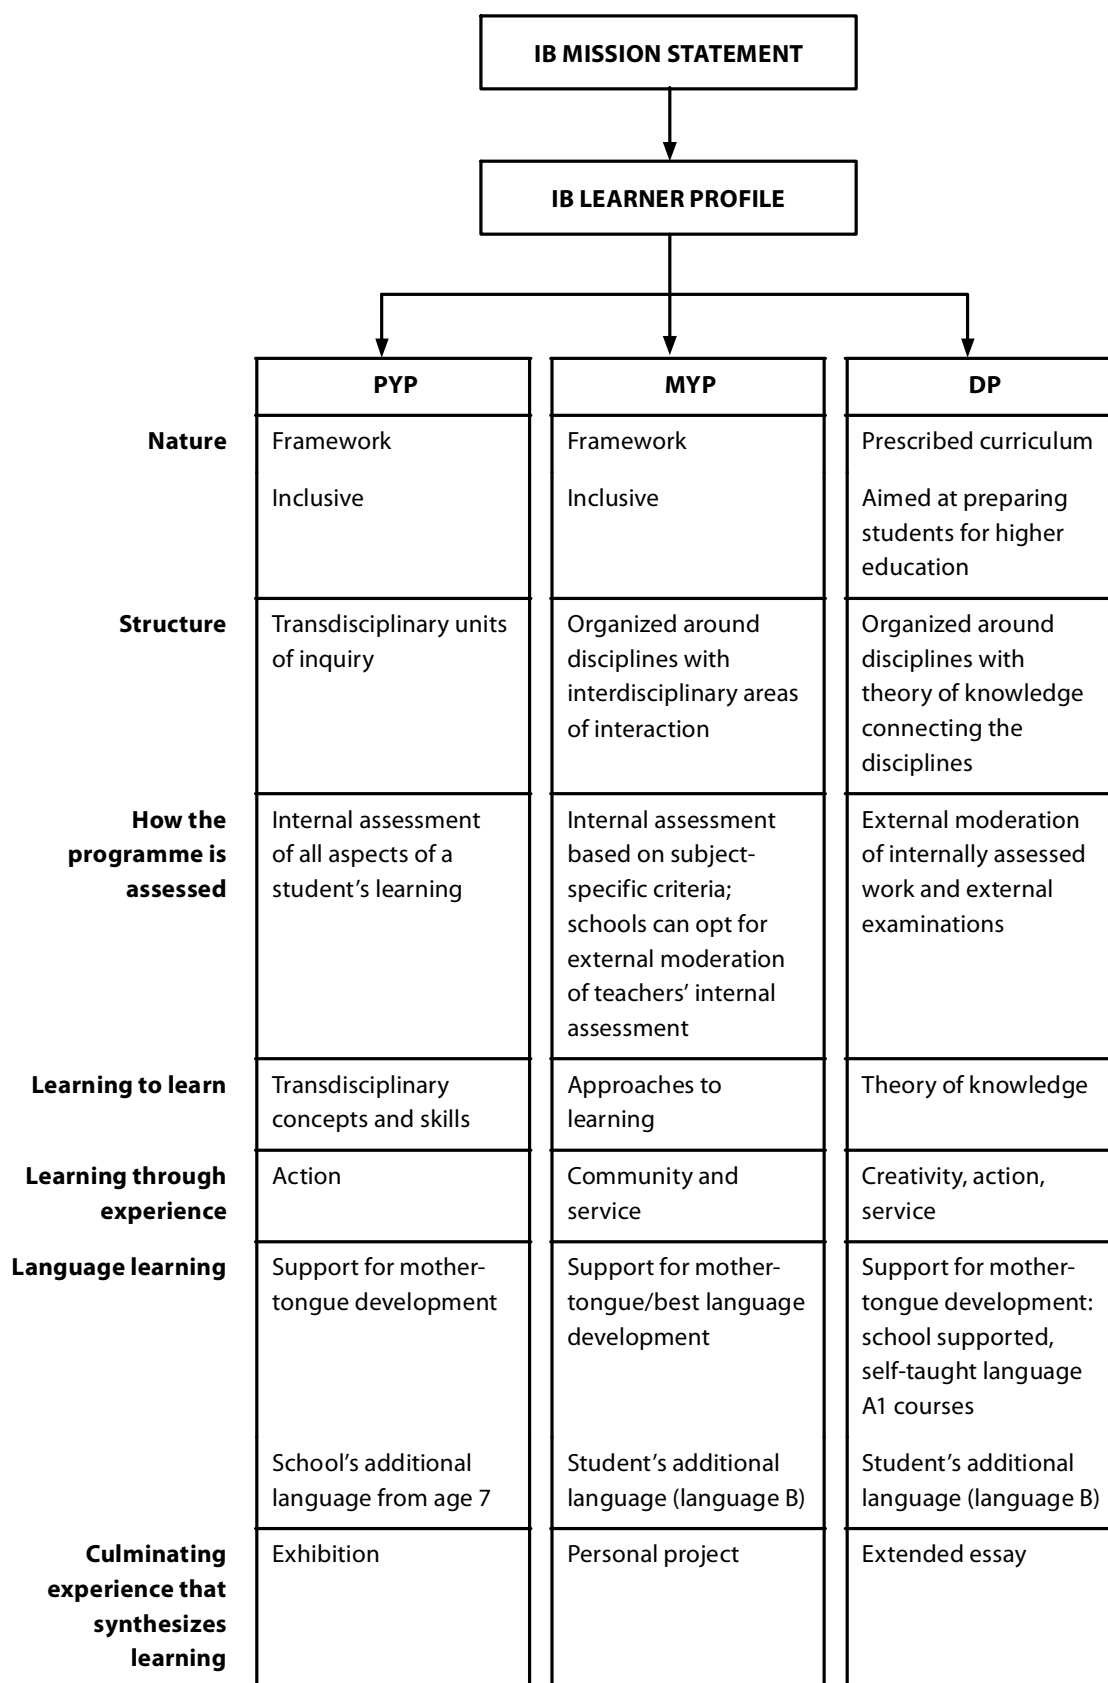 IB MISSION STATEMENT
IB LEARNER PROFILE
PYP
MYP
DP
Nature
Framework
Inclusive
Framework
Inclusive
Prescribed curriculum
Aimed at preparing
students for higher
education
Structure
Transdisciplinary units
of inquiry
Organized around
disciplines with
interdisciplinary areas
of interaction
Organized around
disciplines with
theory of knowledge
connecting the
disciplines
How the
programme is
assessed
Internal assessment
of all aspects of a
student’s learning
Internal assessment
based on subject-
specific criteria;
schools can opt for
external moderation
of teachers’ internal
assessment
External moderation
of internally assessed
work and external
examinations
Learning to learn
Transdisciplinary
concepts and skills
Approaches to
learning
Theory of knowledge
Learning through
experience
Action
Community and
service
Creativity, action,
service
Language learning
Support for mother-
tongue development
School’s additional
language from age 7
Support for mother-
tongue/best language
development
Student’s additional
language (language B)
Support for mother-
tongue development:
school supported,
self-taught language
A1 courses
Student’s additional
language (language B)
Culminating
experience that
synthesizes
learning
Exhibition
Personal project
Extended essay